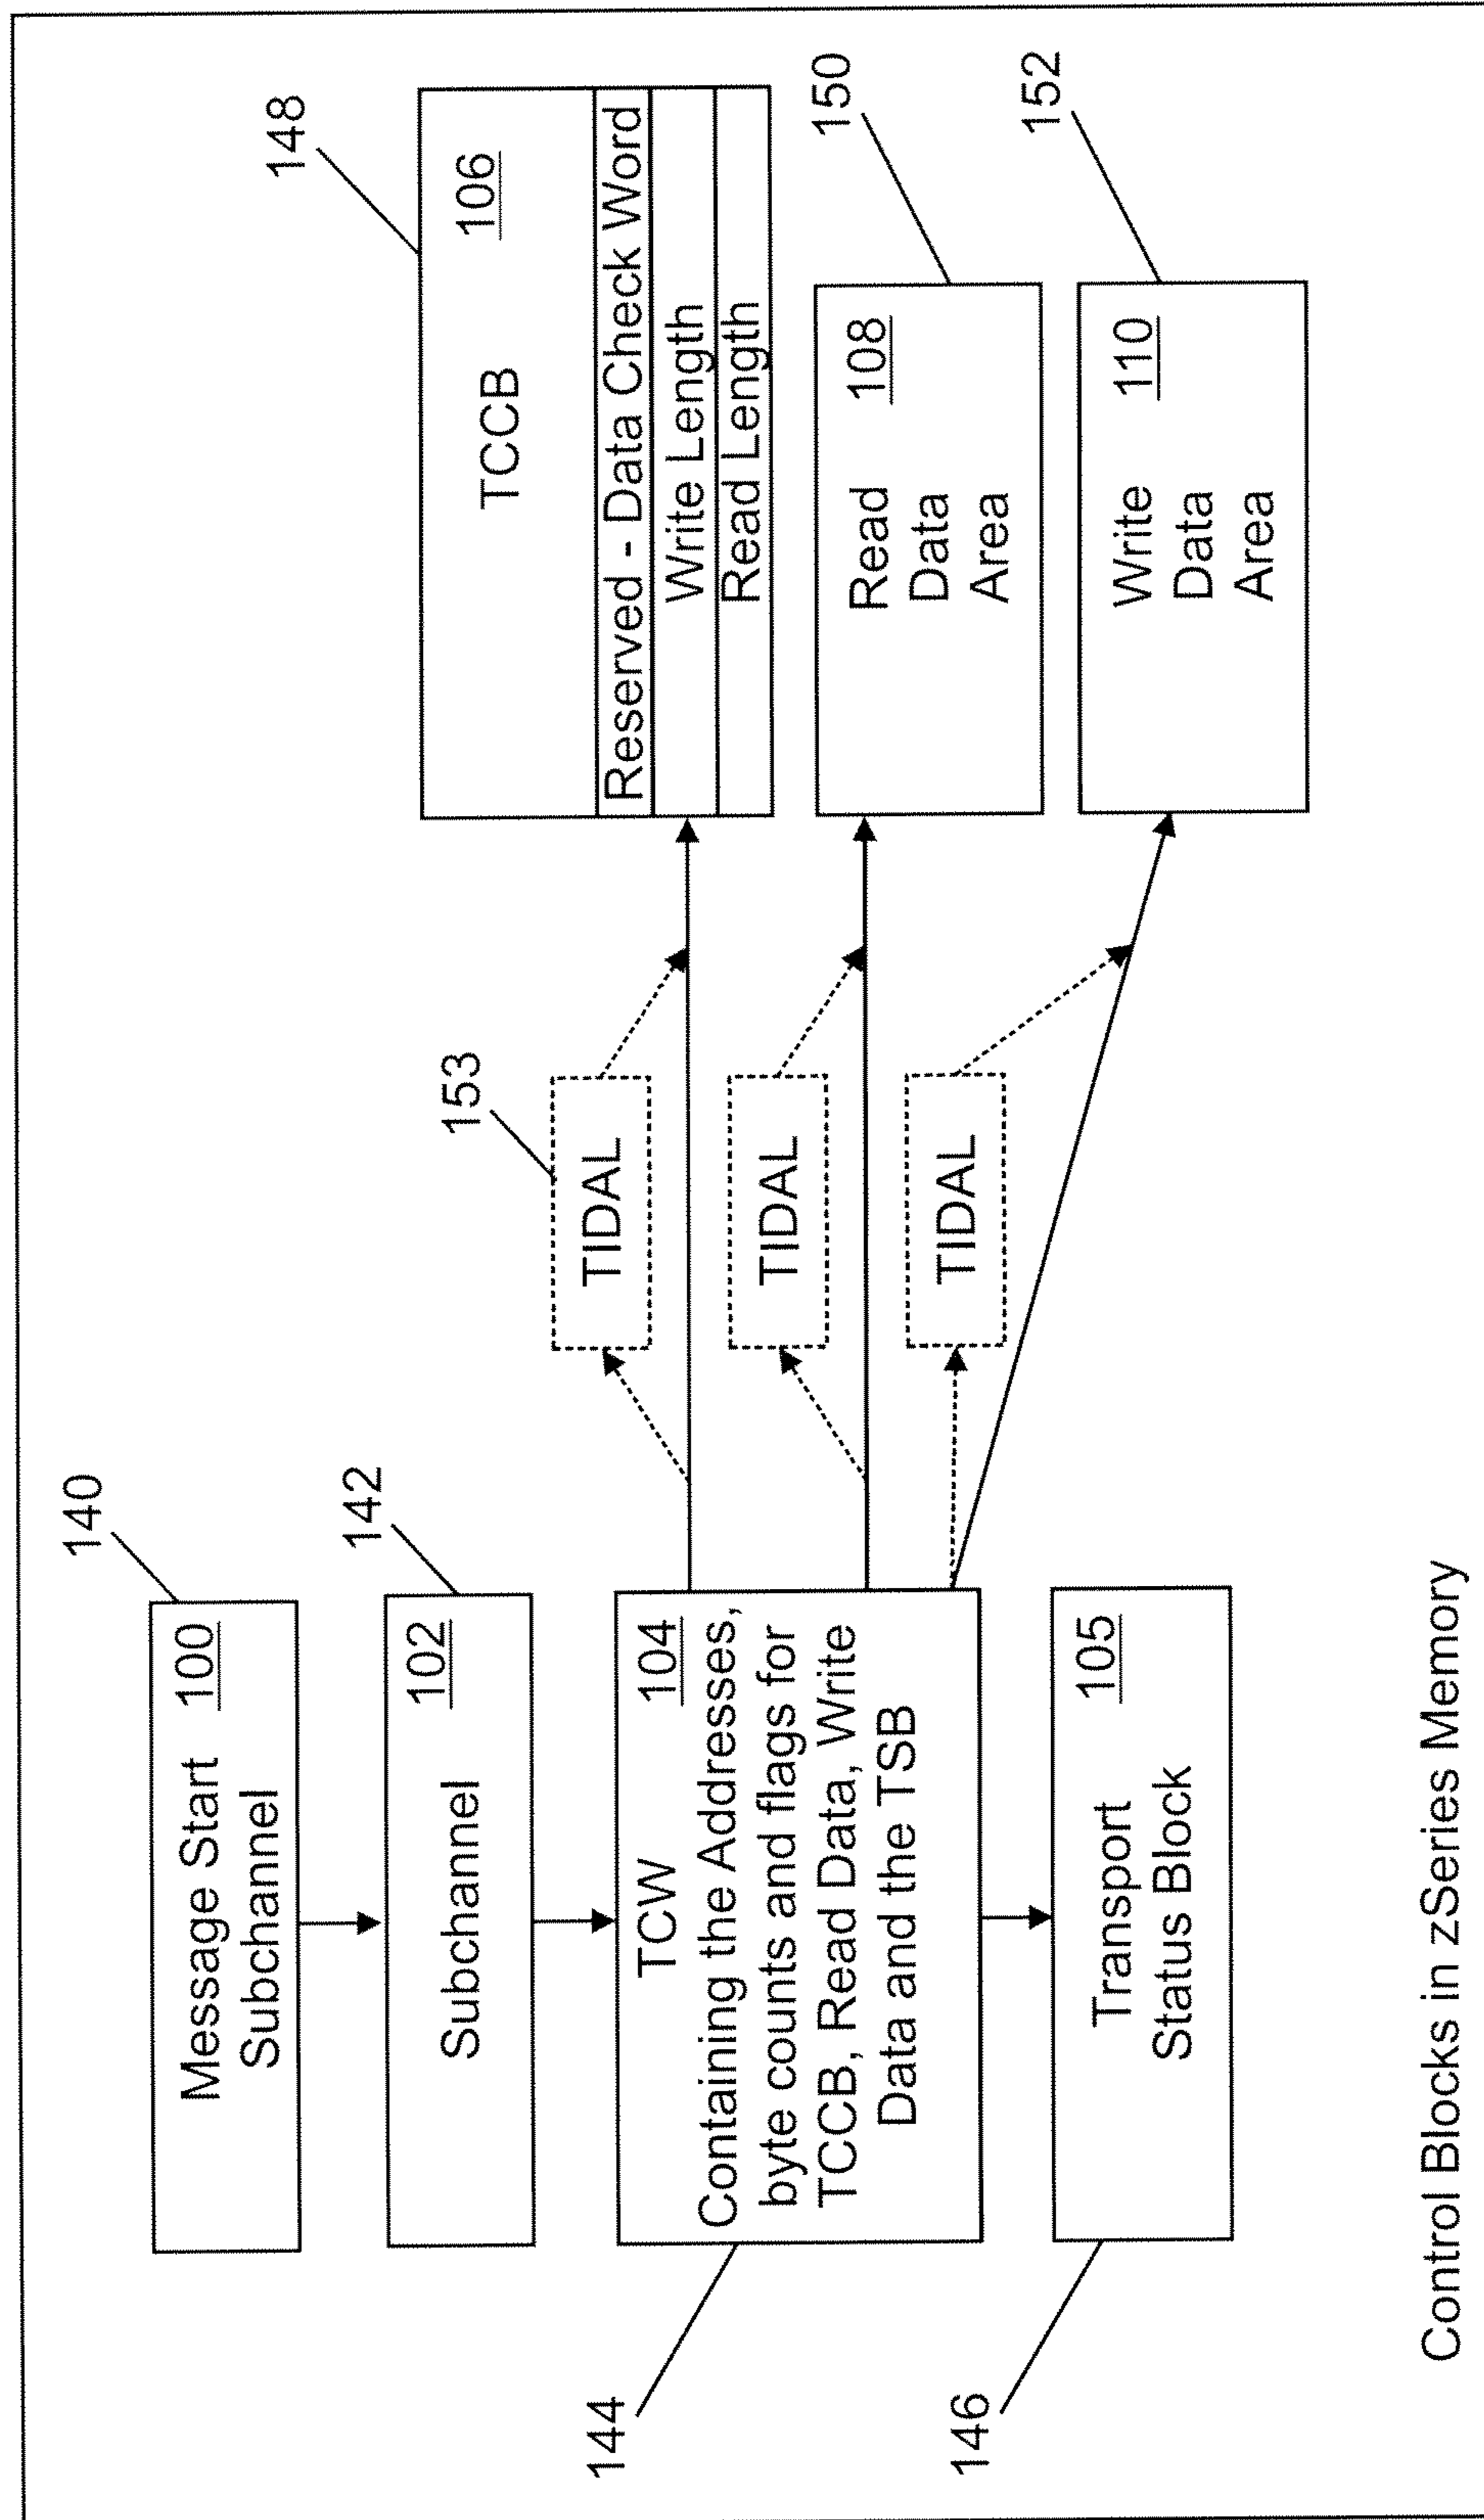 140
Message Start 100
Subchannel
142
Subchannel 102
144
TCW 104
Containing the Addresses,
byte counts and flags for
TCCB, Read Data, Write
Data and the TSB
146
Transport 105
Status Block
153
TIDAL
TIDAL
TIDAL
148
TCCB 106
Reserved - Data Check Word
Write Length
Read Length
150
Read 108
Data
Area
152
Write 110
Data
Area
Control Blocks in zSeries Memory